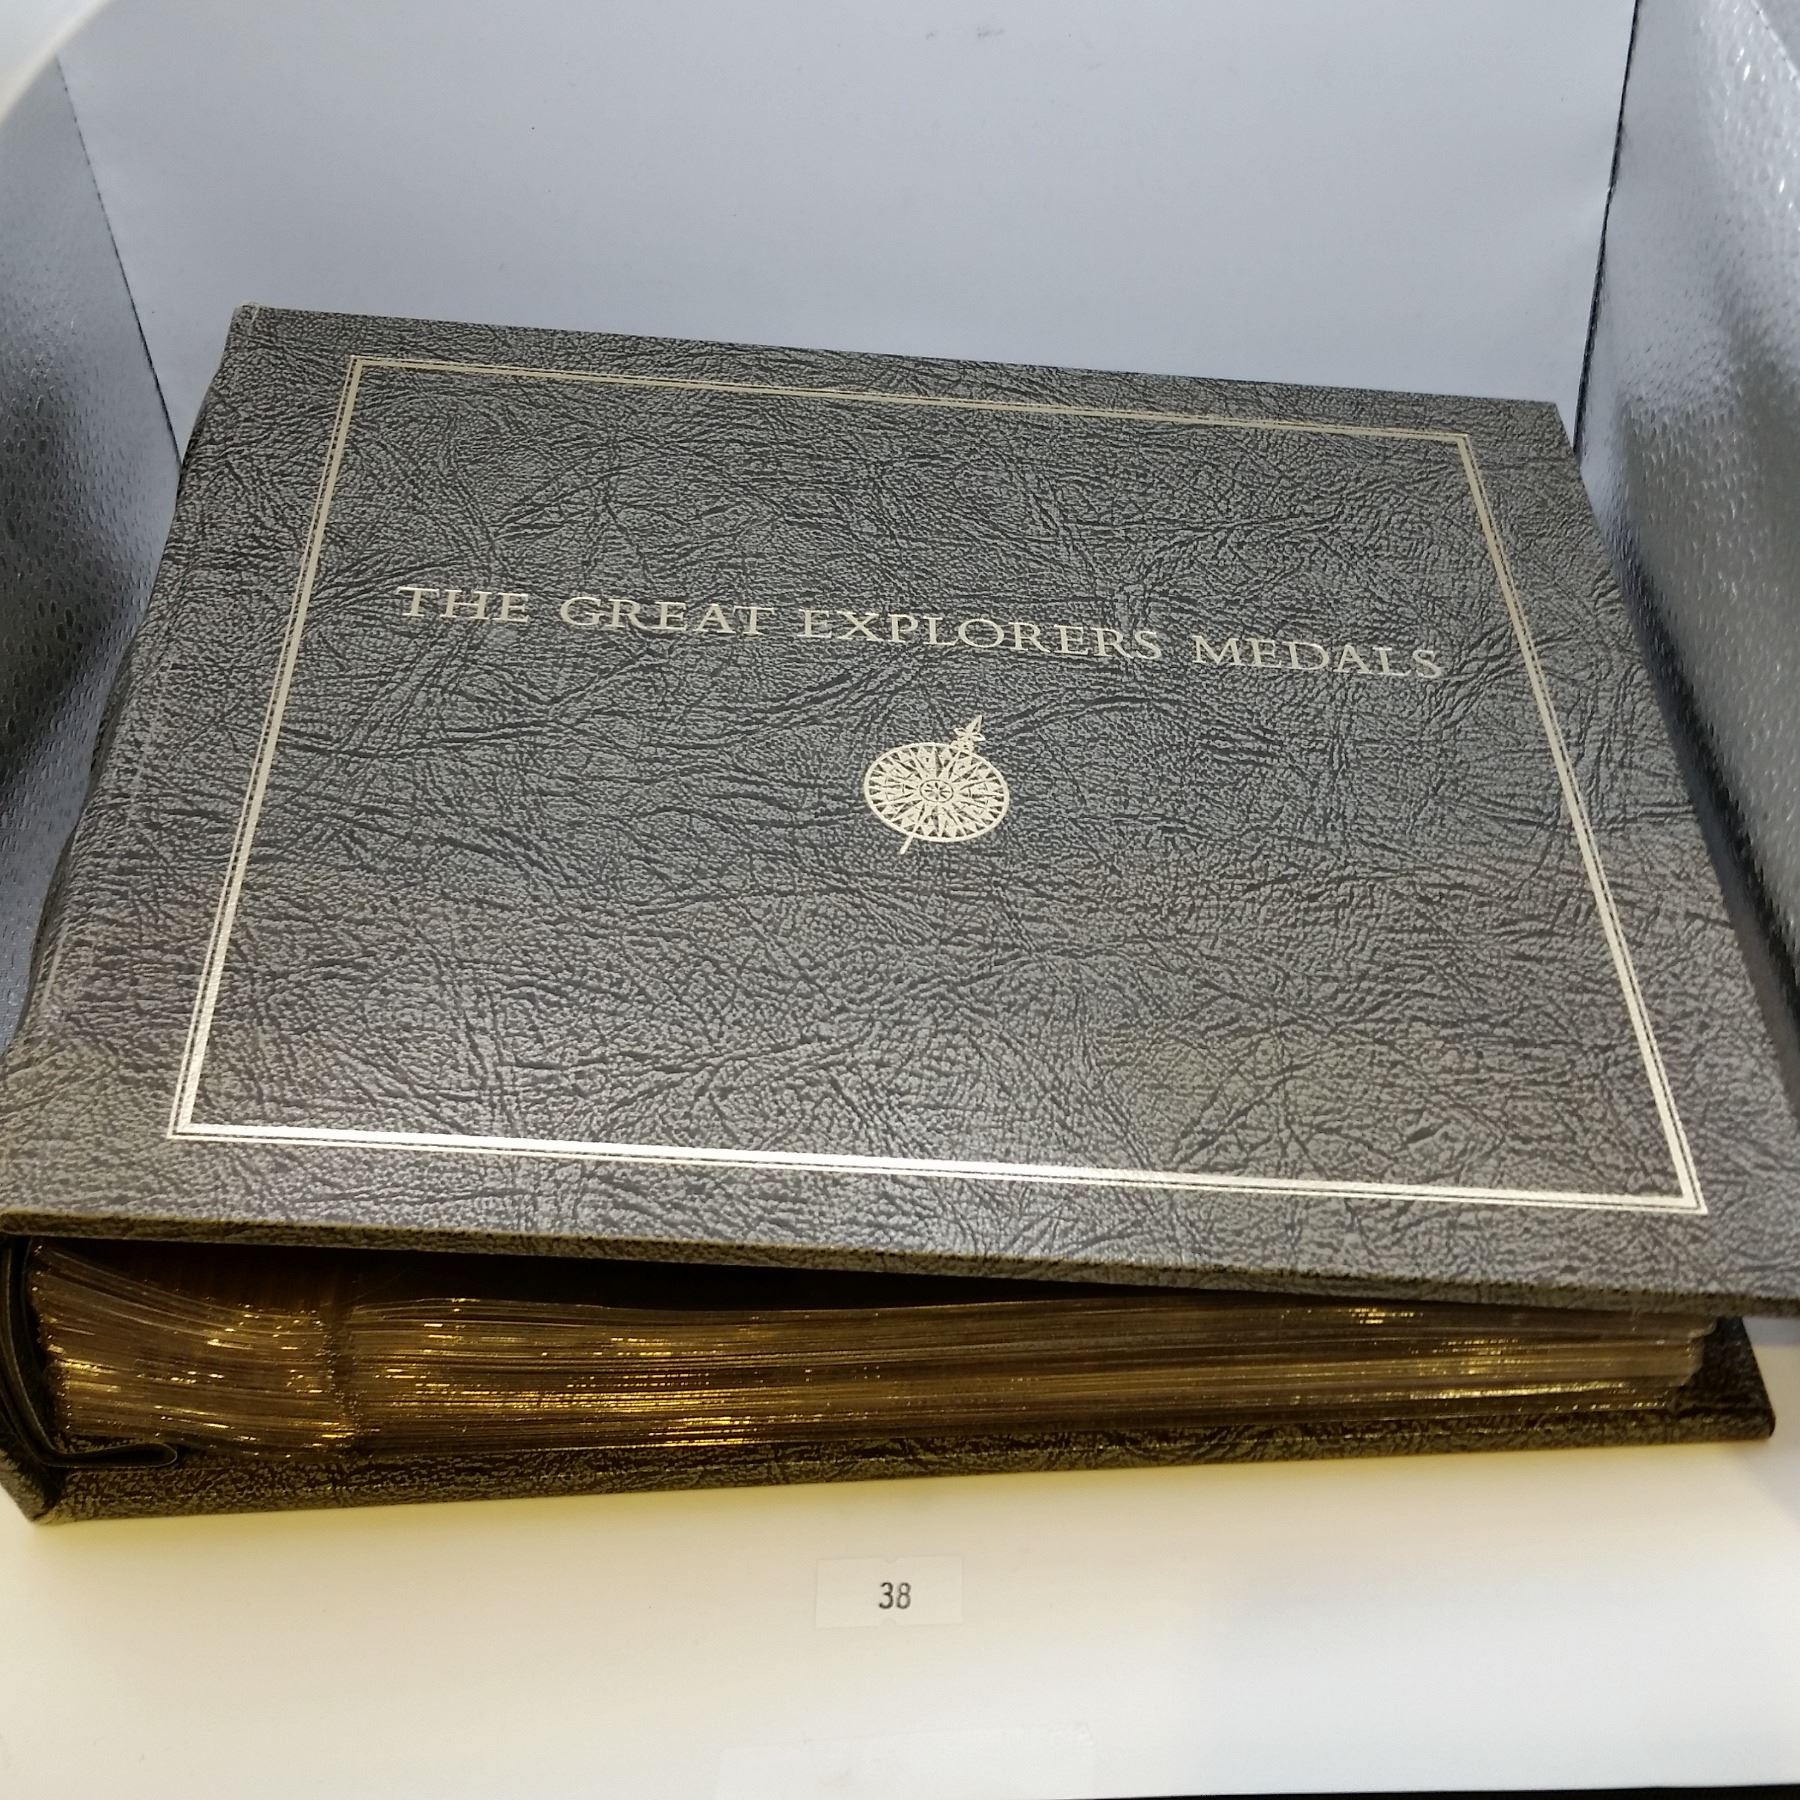 THE GREAT EXPLORERS MEDALS
38